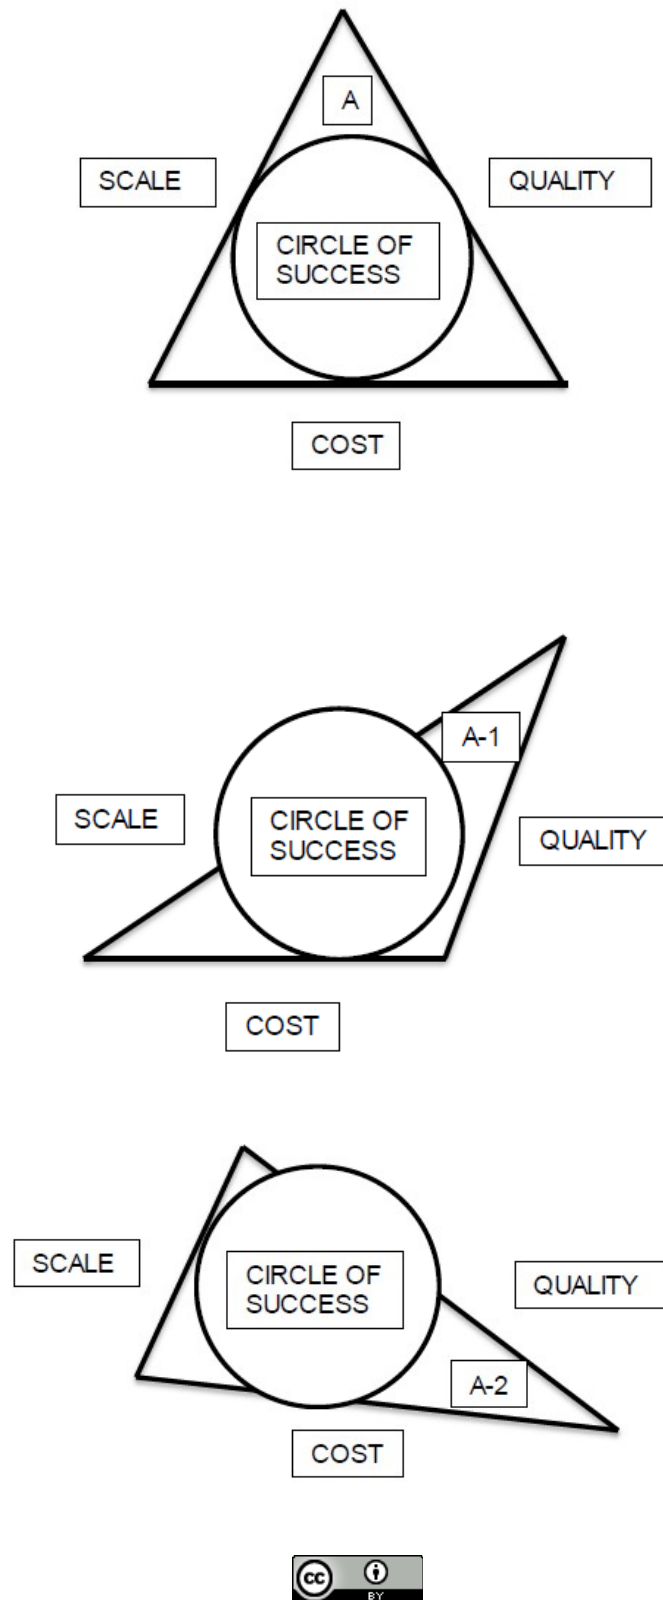 A
SCALE
QUALITY
CIRCLE OF
SUCCESS
COST
A-1
SCALE
CIRCLE OF
SUCCESS
QUALITY
COST
SCALE
CIRCLE OF
SUCCESS
QUALITY
A-2
COST
cc
BY